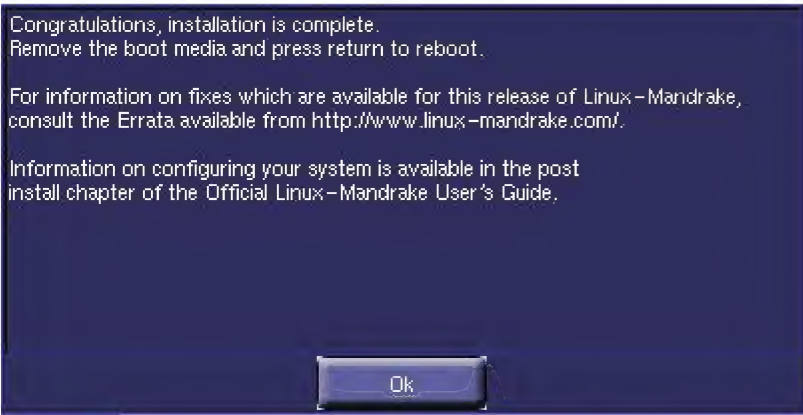 Congratulations, installation is complete.
Remove the boot media and press return to reboot.
For information on fixes which are available for this release of Linux-Mandrake,
consult the Errata available from http://www.linux-mandrake.com/.
Information on configuring your system is available in the post
install chapter of the Official Linux-Mandrake User's Guide.
Ok